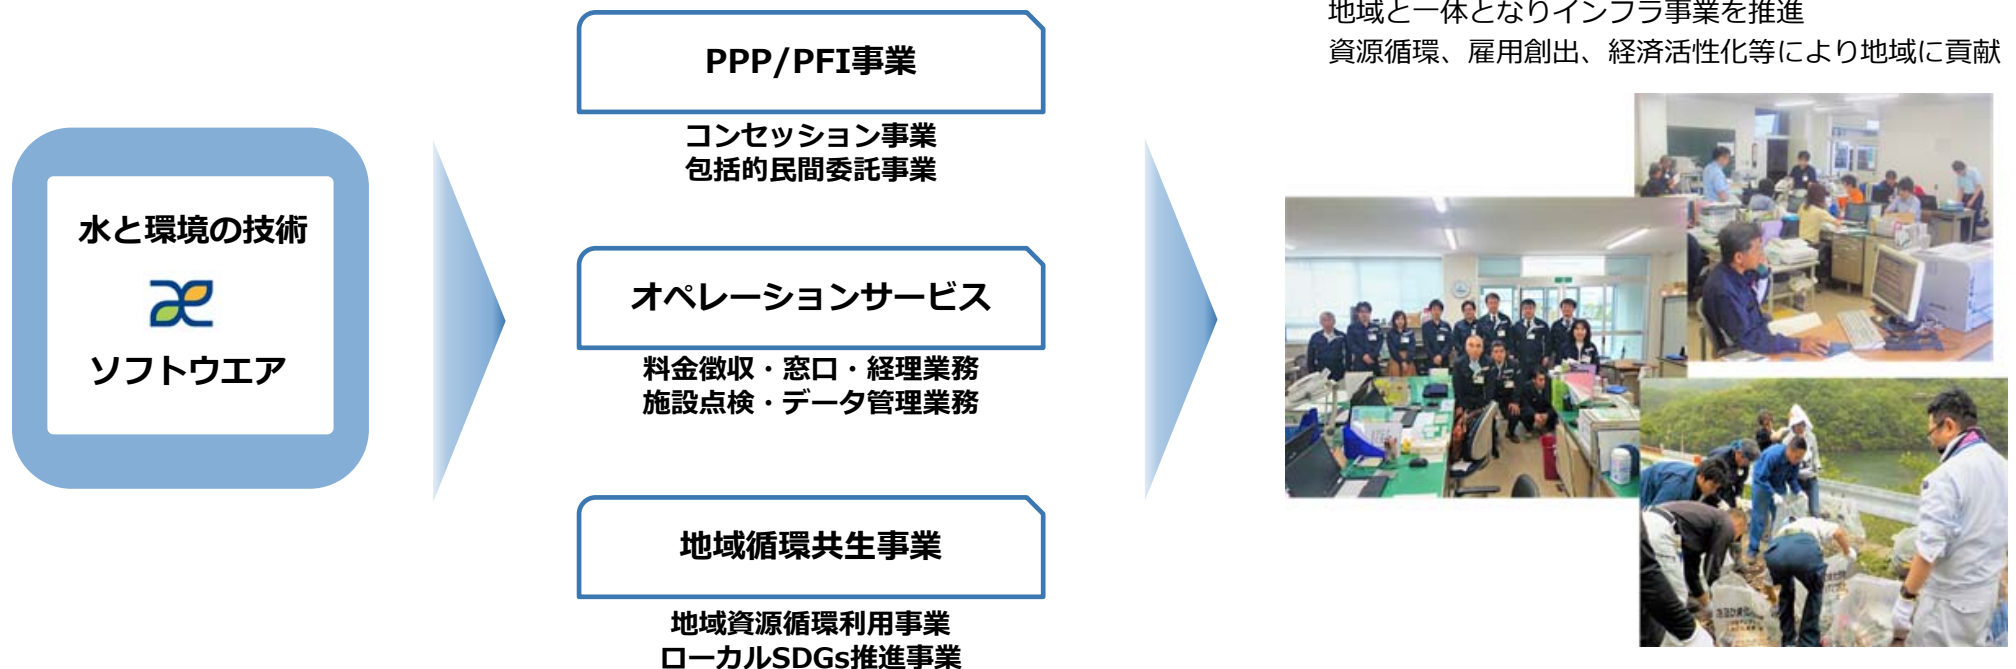 水と環境の技術
ソフトウエア
PPP/PFI事業
コンセッション事業
包括的民間委託事業
オペレーションサービス
料金徴収・窓口・経理業務
施設点検・データ管理業務
地域循環共生事業
地域資源循環利用事業
ローカルSDGs推進事業
地域と一体となりインフラ事業を推進
資源循環、雇用創出、経済活性化等により地域に貢献